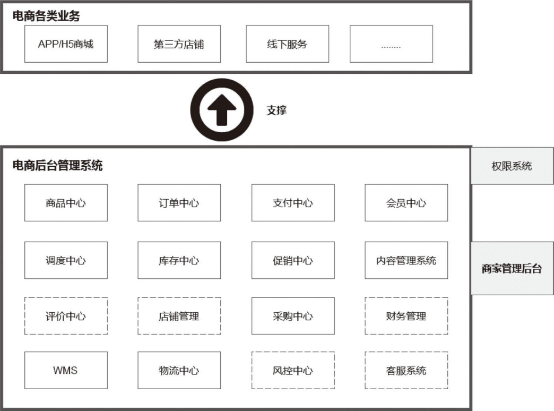 电商各类业务
APP/H5商城 第三方店铺 线下服务 ........
支撑
电商后台管理系统 权限系统
商品中心 订单中心 支付中心 会员中心
调度中心 库存中心 促销中心 内容管理系统 商家管理后台
评价中心 店铺管理 采购中心 财务管理
WMS 物流中心 风控中心 客服系统